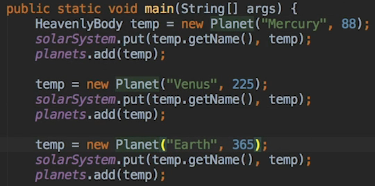 public static void main(String[] args) {
HeavenlyBody temp = new Planet("Mercury", 88);
solarSystem.put(temp.getName(), temp);
planets.add(temp);
temp = new Planet("Venus", 225);
solarSystem.put(temp.getName(), temp);
planets.add(temp);
temp = new Planet("Earth", 365);
solarSystem.put(temp.getName(), temp);
planets.add(temp);